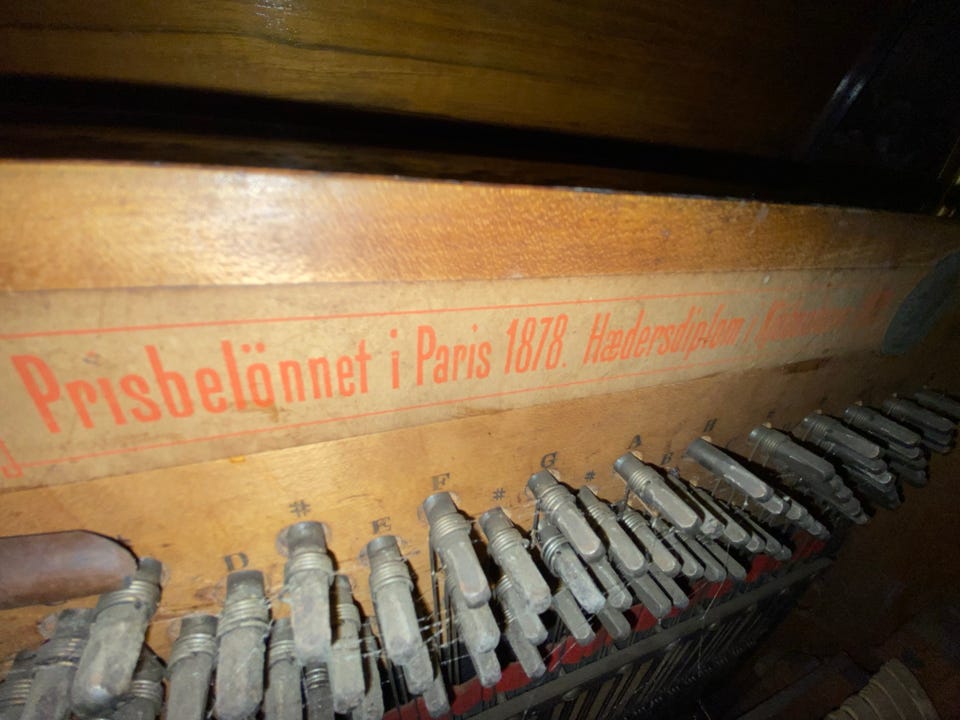 Prisbelönnet i Paris 1878. Hædersdiplom i
D # E F # G # A B H